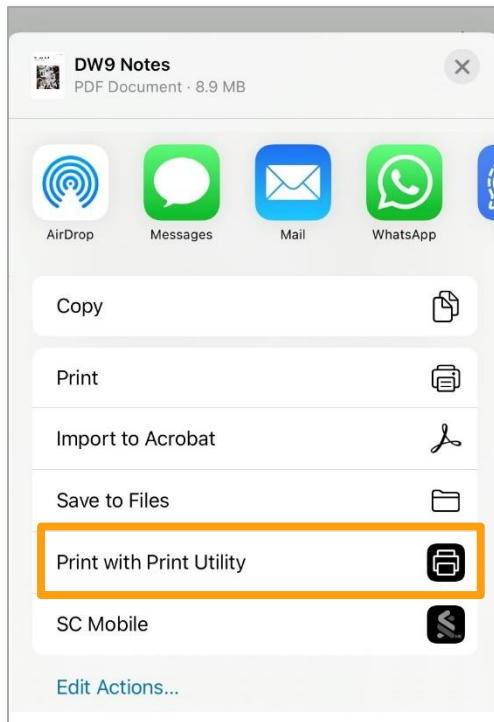 DW9 Notes
PDF Document · 8.9 MB
AirDrop
Messages
Mail
WhatsApp
Copy
Print
Import to Acrobat
Save to Files
Print with Print Utility
SC Mobile
Edit Actions...